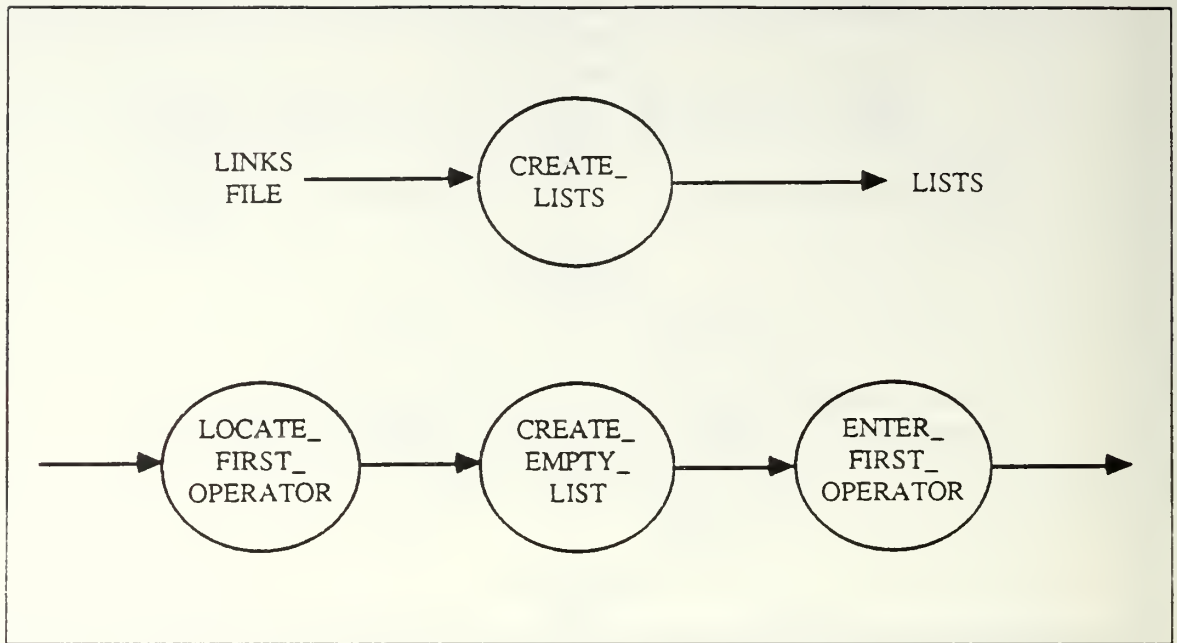 LINKS
FILE
CREATE_
LISTS
LISTS
LOCATE_
FIRST_
OPERATOR
CREATE_
EMPTY_
LIST
ENTER_
FIRST_
OPERATOR